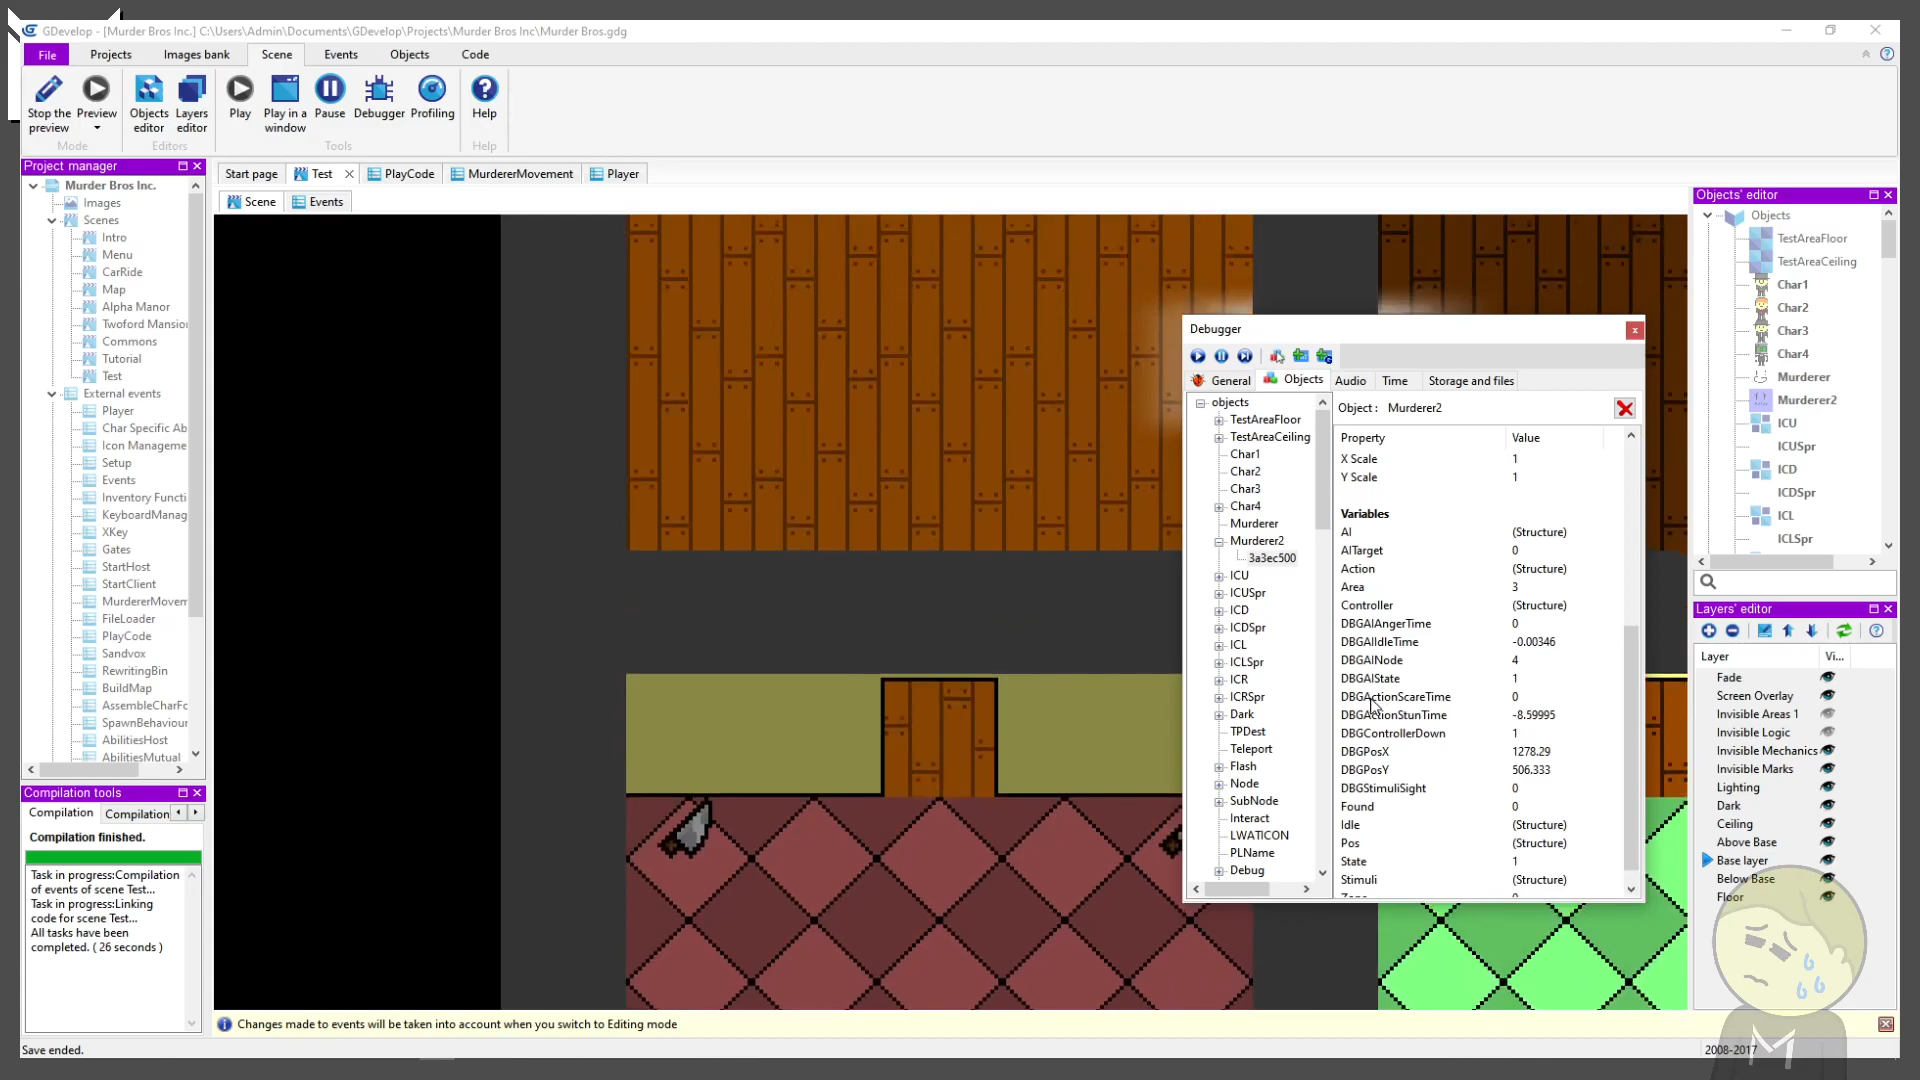 GDevelop - [Murder Bros Inc.] C:\Users\Admin\Documents\GDevelop\Projects\Murder Bros Inc\Murder Bros.gdg
File
Projects
Images bank
Scene
Events
Objects
Code
Stop the preview
Preview
Objects editor
Layers editor
Play
Play in a window
Pause
Debugger
Profiling
Help
Mode
Editors
Tools
Help
Project manager
Murder Bros Inc.
Images
Scenes
Intro
Menu
CarRide
Map
Alpha Manor
Twoford Mansio
Commons
Tutorial
Test
External events
Player
Char Specific Ab
Icon Manageme
Setup
Events
Inventory Functi
KeyboardManag
XKey
Gates
StartHost
StartClient
MurdererMovem
FileLoader
PlayCode
Sandvox
RewritingBin
BuildMap
AssembleCharFc
SpawnBehaviour
AbilitiesHost
AbilitiesMutual
Compilation tools
Compilation
Compilation
Compilation finished.
Task in progress:Compilation
of events of scene Test...
Task in progress:Linking
code for scene Test...
All tasks have been
completed. ( 26 seconds )
Save ended.
Start page
Test
PlayCode
MurdererMovement
Player
Scene
Events
Debugger
General
Objects
Audio
Time
Storage and files
objects
TestAreaFloor
TestAreaCeiling
Char1
Char2
Char3
Char4
Murderer
Murderer2
3a3ec500
ICU
ICUSpr
ICD
ICDSpr
ICL
ICLSpr
ICR
ICRSpr
Dark
TPDest
Teleport
Flash
Node
SubNode
Interact
LWATICON
PLName
Debug
Object : Murderer2
Property Value
X Scale 1
Y Scale 1
Variables
AI (Structure)
AITarget 0
Action (Structure)
Area 3
Controller (Structure)
DBGAIAngerTime 0
DBGAIIdleTime -0.00346
DBGAINode 4
DBGAIState 1
DBGActionScareTime 0
DBGActionStunTime -8.59995
DBGControllerDown 1
DBGPosX 1278.29
DBGPosY 506.333
DBGStimuliSight 0
Found 0
Idle (Structure)
Pos (Structure)
State 1
Stimuli (Structure)
Changes made to events will be taken into account when you switch to Editing mode
Objects' editor
Objects
TestAreaFloor
TestAreaCeiling
Char1
Char2
Char3
Char4
Murderer
Murderer2
ICU
ICUSpr
ICD
ICDSpr
ICL
ICLSpr
Layers' editor
Layer Vi...
Fade
Screen Overlay
Invisible Areas 1
Invisible Logic
Invisible Mechanics
Invisible Marks
Lighting
Dark
Ceiling
Above Base
Base layer
Below Base
Floor
2008-2017